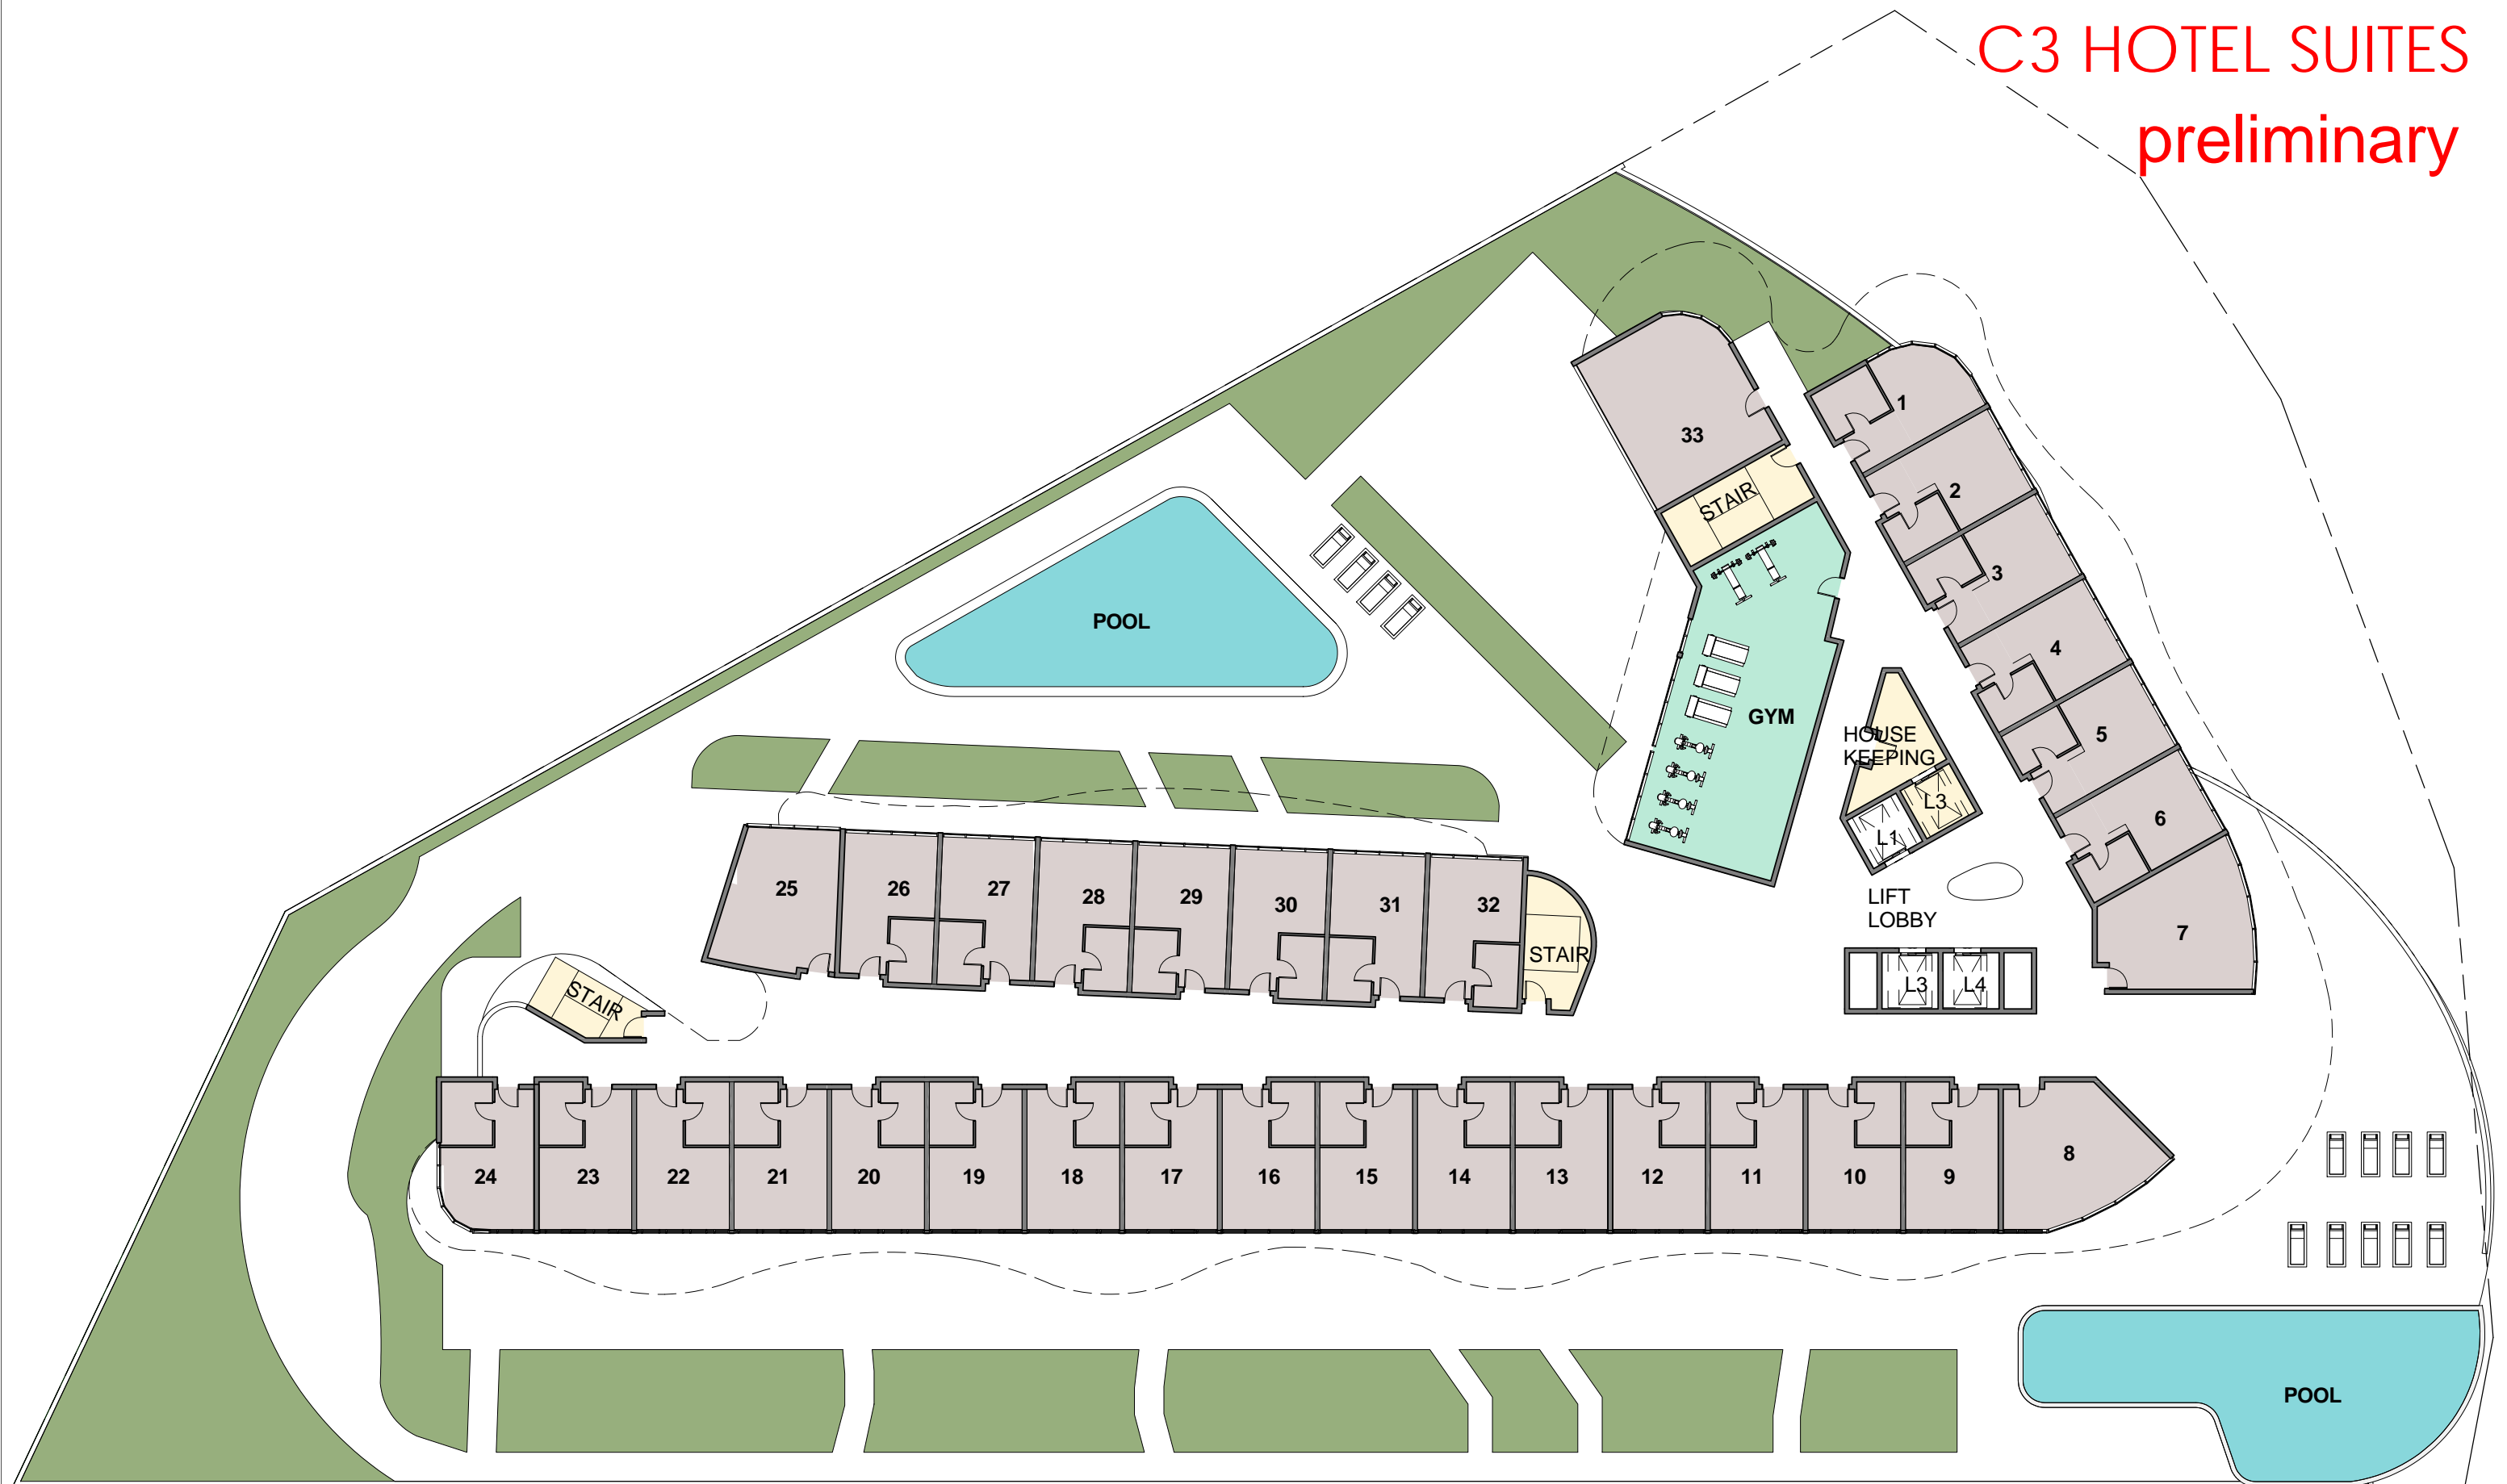 C3 HOTEL SUITES
preliminary
1
33
2
STAIR
3
POOL
4
GYM
5
HOUSE
KEEPING
L3
6
L1
25
26
27
28
29
30
31
32
LIFT
LOBBY
7
STAIR
L3
L4
STAIR
8
24
23
22
21
20
19
18
17
16
15
14
13
12
11
10
9
POOL